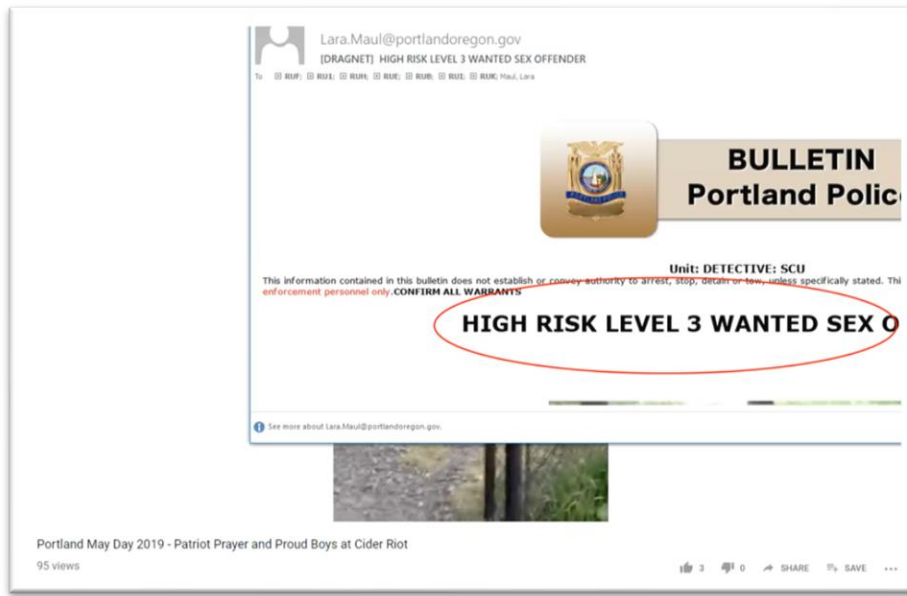 Lara.Maul@portlandoregon.gov
[DRAGNET] HIGH RISK LEVEL 3 WANTED SEX OFFENDER
To RUF; RU1; RUH; RUE; RUB; RUI; RUK; Maul, Lara
BULLETIN
Portland Polic
Unit: DETECTIVE: SCU
This information contained in this bulletin does not establish or convey authority to arrest, stop, detain or tow, unless specifically stated. Thi
enforcement personnel only.CONFIRM ALL WARRANTS
HIGH RISK LEVEL 3 WANTED SEX O
See more about Lara.Maul@portlandoregon.gov.
Portland May Day 2019 - Patriot Prayer and Proud Boys at Cider Riot
95 views
3 0 SHARE SAVE ...